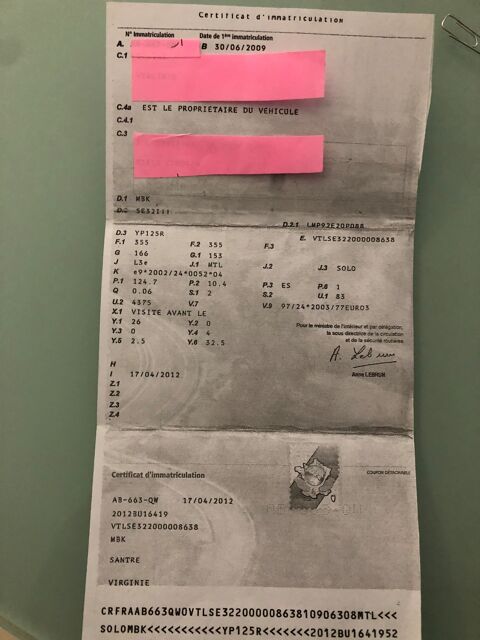 Certificat d'immatriculation
N° Immatriculation Date de 1ère immatriculation
A. B 30/06/2009
C.1
C.4a EST LE PROPRIÉTAIRE DU VÉHICULE
C.4.1
C.3
D.1 MBK
D.2 SE32III D.2.1 LMP92E20P088
D.3 YP125R E. VTLSE322000008638
F.1 355 F.2 355 F.3
G 166 G.1 153
J L3e J.1 MTL J.2 J.3 SOLO
K e9*2002/24*0052*04
P.1 124.7 P.2 10.4 P.3 ES P.6 1
Q 0.06 S.1 2 S.2 U.1 83
U.2 4375 V.7 V.9 97/24*2003/77EURO3
X.1 VISITE AVANT LE
Y.1 26 Y.2 0
Y.3 0 Y.4 4
Y.5 2.5 Y.6 32.5
Pour le ministre de l'intérieur et par délégation,
la sous directrice de la circulation
et de la sécurité routières
A. Lebrun
Anne LEBRUN
H
I 17/04/2012
Z.1
Z.2
Z.3
Z.4
Certificat d'immatriculation COUPON DÉTACHABLE
AB-663-QW 17/04/2012
2012BU16419
VTLSE322000008638
MBK
SANTRE
VIRGINIE
CRFRAAB663QWOVTLSE32200000863810906308MTL<<<
SOLOMBK<<<<<<<<<<YP125R<<<<<<<2012BU1641952